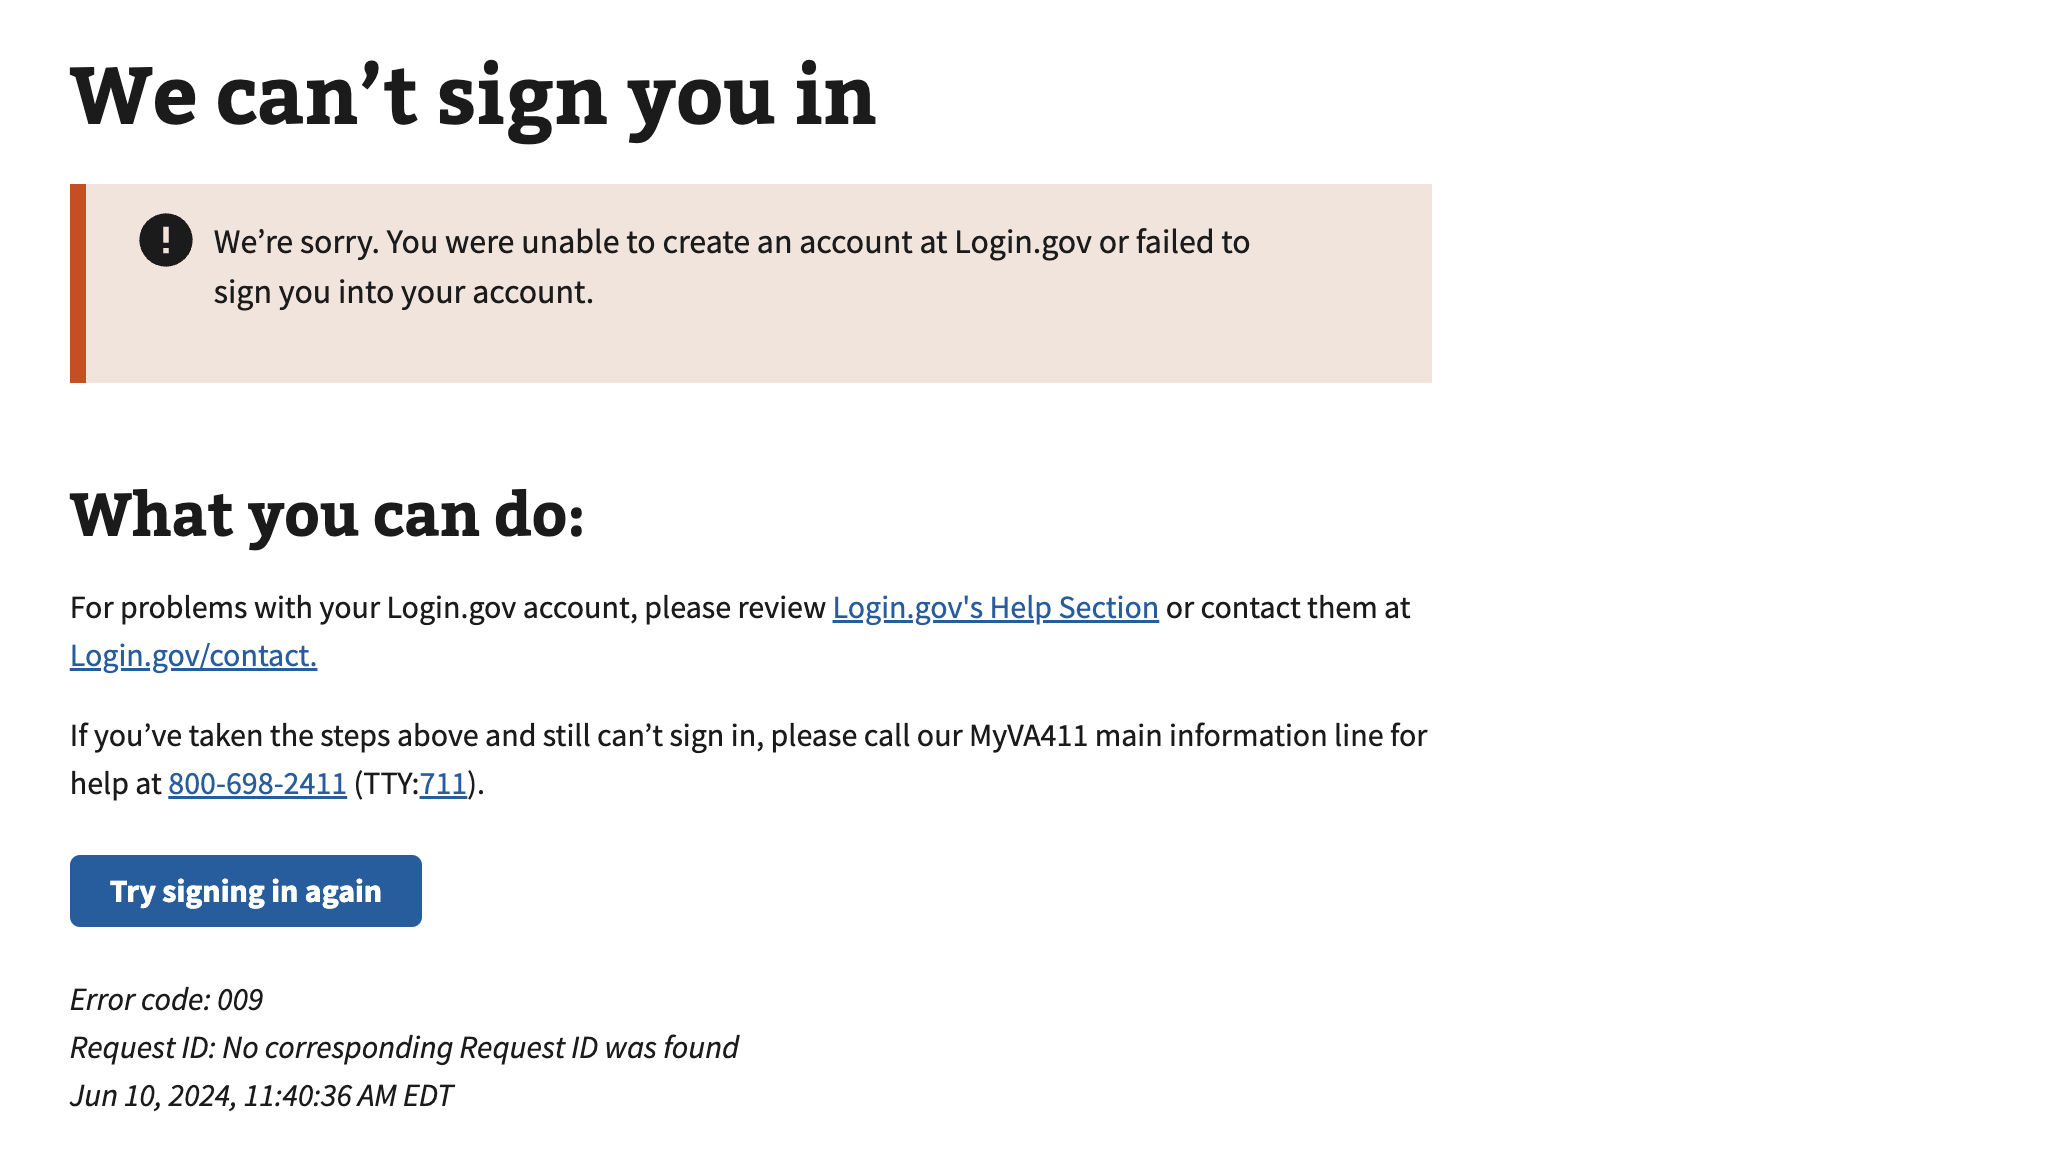 We can’t sign you in
We’re sorry. You were unable to create an account at Login.gov or failed to
sign you into your account.
What you can do:
For problems with your Login.gov account, please review Login.gov's Help Section or contact them at
Login.gov/contact.
If you’ve taken the steps above and still can’t sign in, please call our MyVA411 main information line for
help at 800-698-2411 (TTY:711).
Try signing in again
Error code: 009
Request ID: No corresponding Request ID was found
Jun 10, 2024, 11:40:36 AM EDT